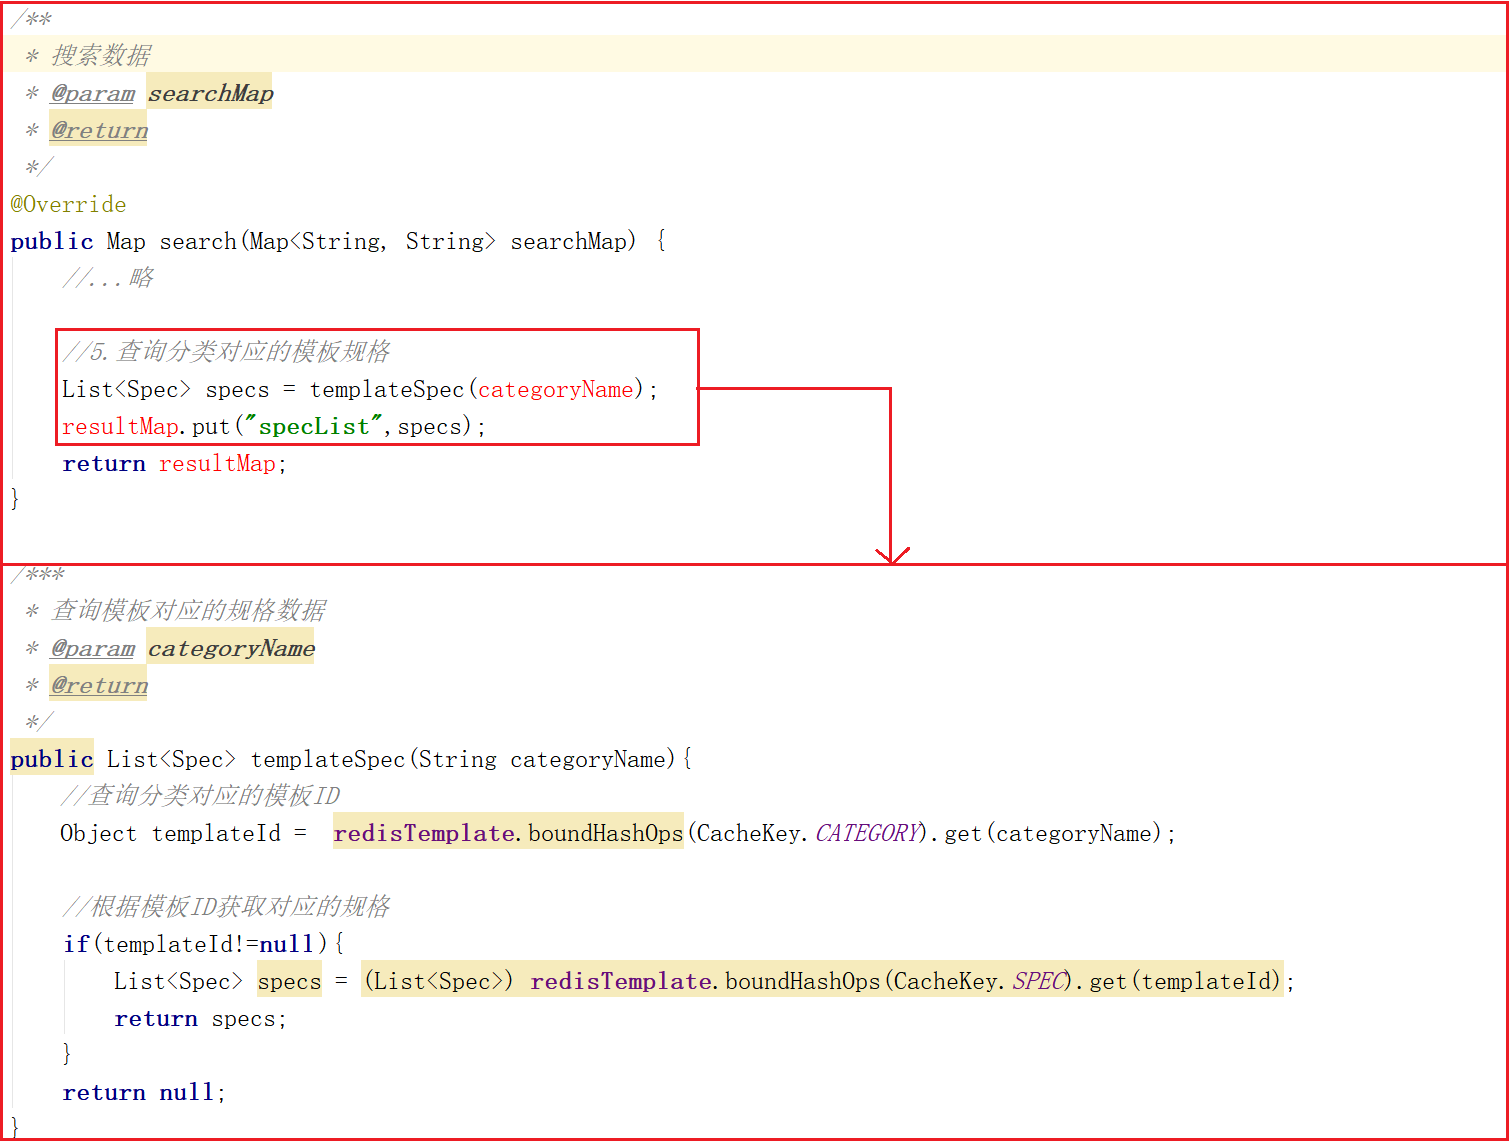 /**
 * 搜索数据
 * @param searchMap
 * @return
 */
@Override
public Map search(Map<String, String> searchMap) {
    //...略
    //5.查询分类对应的模板规格
    List<Spec> specs = templateSpec(categoryName);
    resultMap.put("specList",specs);
    return resultMap;
}
/***
 * 查询模板对应的规格数据
 * @param categoryName
 * @return
 */
public List<Spec> templateSpec(String categoryName){
    //查询分类对应的模板ID
    Object templateId =  redisTemplate.boundHashOps(CacheKey.CATEGORY).get(categoryName);
    //根据模板ID获取对应的规格
    if(templateId!=null){
        List<Spec> specs = (List<Spec>) redisTemplate.boundHashOps(CacheKey.SPEC).get(templateId);
        return specs;
    }
    return null;
}